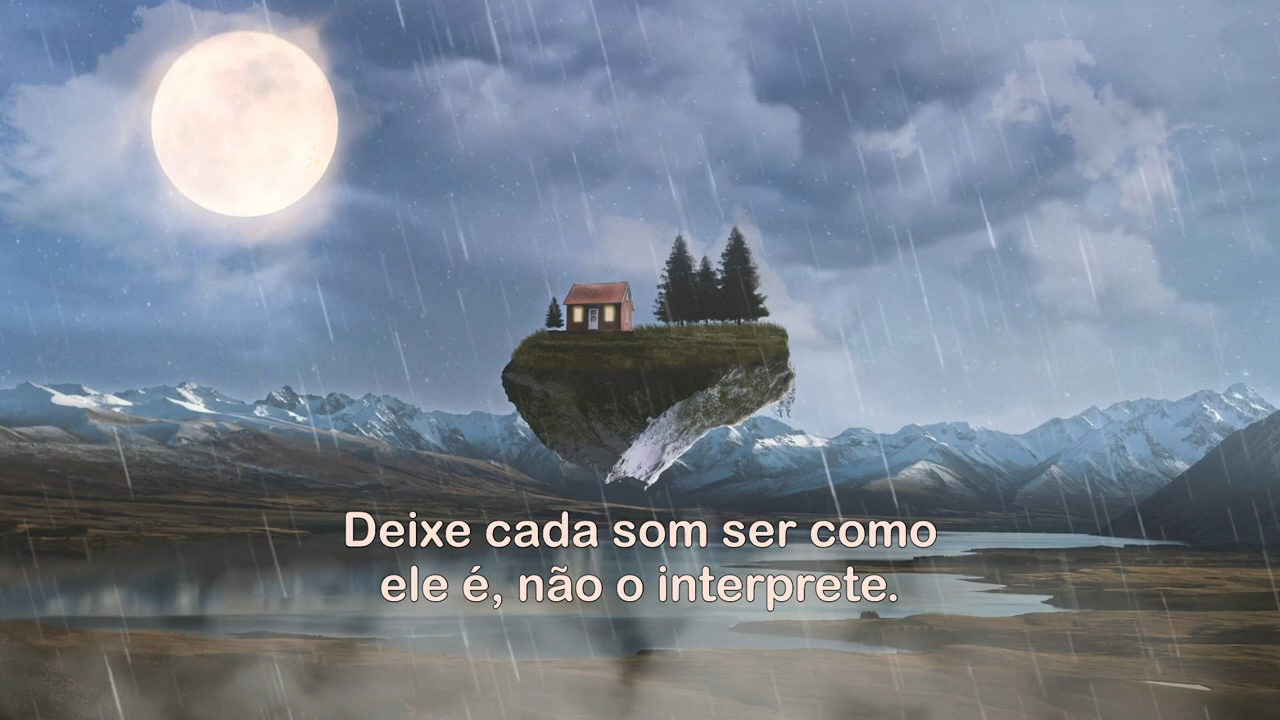 Deixe cada som ser como
ele é, não o interprete.